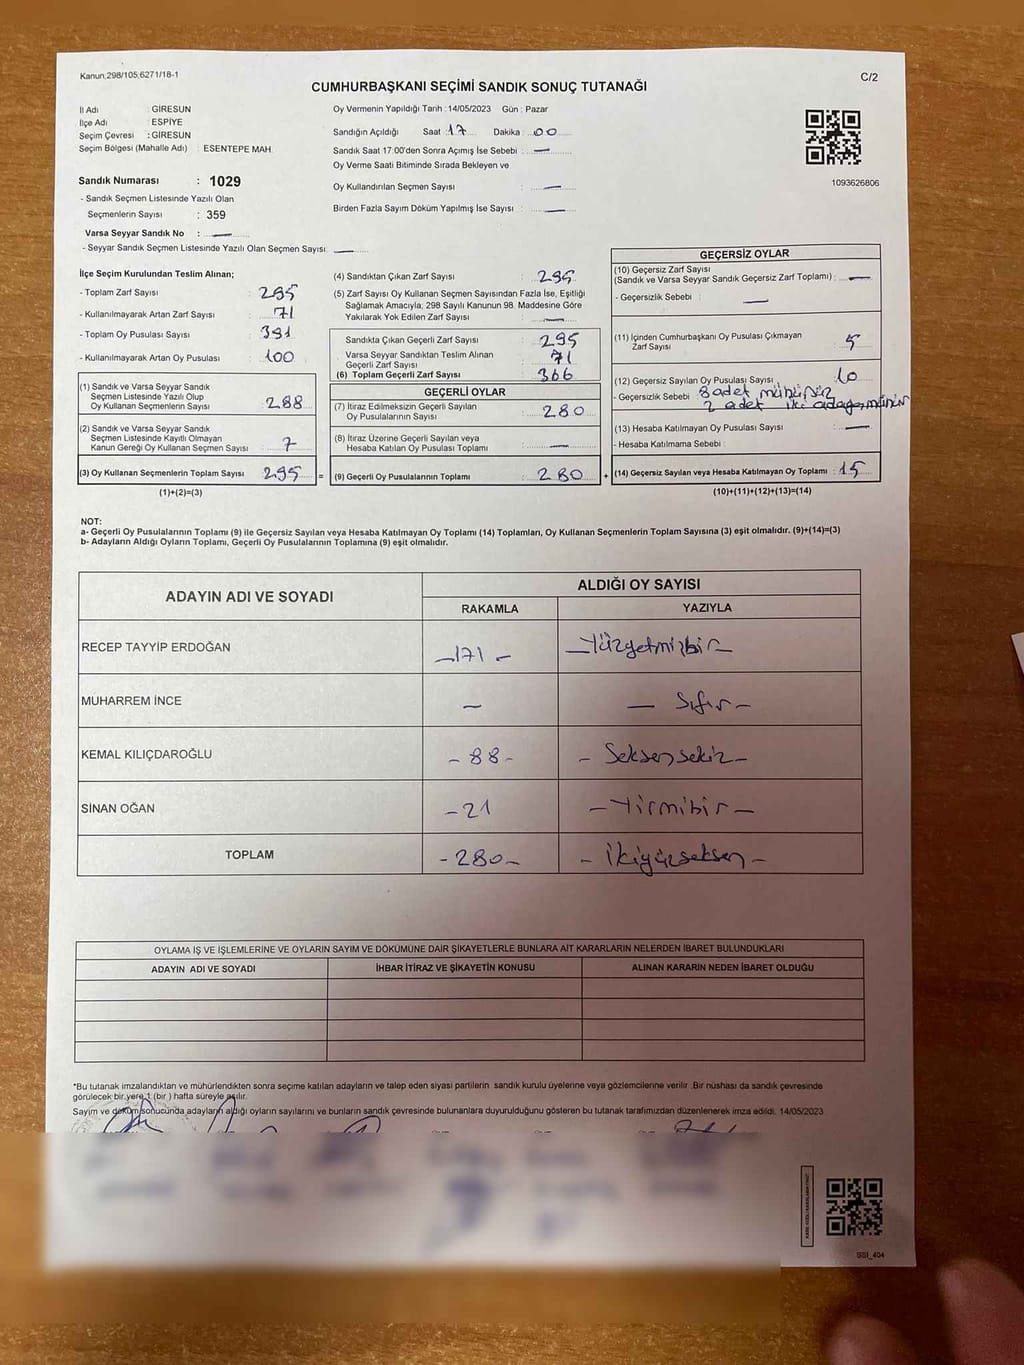 Kanun;298/105;6271/18-1
C/2
CUMHURBAŞKANI SEÇİMİ SANDIK SONUÇ TUTANAĞI
İl Adı : GİRESUN
İlçe Adı : ESPİYE
Seçim Çevresi : GİRESUN
Seçim Bölgesi (Mahalle Adı) : ESENTEPE MAH.
Sandık Numarası : 1029
- Sandık Seçmen Listesinde Yazılı Olan
Seçmenlerin Sayısı : 359
Varsa Seyyar Sandık No : —
- Seyyar Sandık Seçmen Listesinde Yazılı Olan Seçmen Sayısı: —
Oy Vermenin Yapıldığı Tarih : 14/05/2023 Gün : Pazar
Sandığın Açıldığı Saat : 17 Dakika : 00
Sandık Saat 17:00'den Sonra Açımış İse Sebebi : —
Oy Verme Saati Bitiminde Sırada Bekleyen ve
Oy Kullandırılan Seçmen Sayısı : —
Birden Fazla Sayım Döküm Yapılmış İse Sayısı : —
1093626806
İlçe Seçim Kurulundan Teslim Alınan;
- Toplam Zarf Sayısı : 295
- Kullanılmayarak Artan Zarf Sayısı : 71
- Toplam Oy Pusulası Sayısı : 391
- Kullanılmayarak Artan Oy Pusulası : 100
(1) Sandık ve Varsa Seyyar Sandık
Seçmen Listesinde Yazılı Olup
Oy Kullanan Seçmenlerin Sayısı : 288
(2) Sandık ve Varsa Seyyar Sandık
Seçmen Listesinde Kayıtlı Olmayan
Kanun Gereği Oy Kullanan Seçmen Sayısı : 7
(3) Oy Kullanan Seçmenlerin Toplam Sayısı : 295
(1)+(2)=(3)
(4) Sandıktan Çıkan Zarf Sayısı : 295
(5) Zarf Sayısı Oy Kullanan Seçmen Sayısından Fazla İse, Eşitliği
Sağlamak Amacıyla, 298 Sayılı Kanunun 98. Maddesine Göre
Yakılarak Yok Edilen Zarf Sayısı : —
Sandıkta Çıkan Geçerli Zarf Sayısı : 295
Varsa Seyyar Sandıktan Teslim Alınan
Geçerli Zarf Sayısı : 71
(6) Toplam Geçerli Zarf Sayısı : 366
GEÇERLİ OYLAR
(7) İtiraz Edilmeksizin Geçerli Sayılan
Oy Pusulalarının Sayısı : 280
(8) İtiraz Üzerine Geçerli Sayılan veya
Hesaba Katılan Oy Pusulası Toplamı : —
= (9) Geçerli Oy Pusulalarının Toplamı : 280 +
GEÇERSİZ OYLAR
(10) Geçersiz Zarf Sayısı
(Sandık ve Varsa Seyyar Sandık Geçersiz Zarf Toplamı) : —
- Geçersizlik Sebebi : —
(11) İçinden Cumhurbaşkanı Oy Pusulası Çıkmayan
Zarf Sayısı : 5
(12) Geçersiz Sayılan Oy Pusulası Sayısı : 10
- Geçersizlik Sebebi : 8 adet mühürsüz
2 adet iki adaya mühür
(13) Hesaba Katılmayan Oy Pusulası Sayısı : —
- Hesaba Katılmama Sebebi :
(14) Geçersiz Sayılan veya Hesaba Katılmayan Oy Toplamı : 15
(10)+(11)+(12)+(13)=(14)
NOT:
a- Geçerli Oy Pusulalarının Toplamı (9) ile Geçersiz Sayılan veya Hesaba Katılmayan Oy Toplamı (14) Toplamları, Oy Kullanan Seçmenlerin Toplam Sayısına (3) eşit olmalıdır. (9)+(14)=(3)
b- Adayların Aldığı Oyların Toplamı, Geçerli Oy Pusulalarının Toplamına (9) eşit olmalıdır.
ADAYIN ADI VE SOYADI
ALDIĞI OY SAYISI
RAKAMLA YAZIYLA
RECEP TAYYİP ERDOĞAN -171- -Yüzyetmişbir-
MUHARREM İNCE — — Sıfır-
KEMAL KILIÇDAROĞLU -88- - Seksensekiz-
SİNAN OĞAN -21 -Yirmibir-
TOPLAM -280- - İkiyüzseksen-
OYLAMA İŞ VE İŞLEMLERİNE VE OYLARIN SAYIM VE DÖKÜMÜNE DAİR ŞİKAYETLERLE BUNLARA AİT KARARLARIN NELERDEN İBARET BULUNDUKLARI
ADAYIN ADI VE SOYADI İHBAR İTİRAZ VE ŞİKAYETİN KONUSU ALINAN KARARIN NEDEN İBARET OLDUĞU
*Bu tutanak imzalandıktan ve mühürlendikten sonra seçime katılan adayların ve talep eden siyasi partilerin sandık kurulu üyelerine veya gözlemcilerine verilir .Bir nüshası da sandık çevresinde
görülecek bir yere 1 (bir ) hafta süreyle asılır.
Sayım ve döküm sonucunda adayların aldığı oyların sayılarını ve bunların sandık çevresinde bulunanlara duyurulduğunu gösteren bu tutanak tarafımızdan düzenlenerek imza edildi. 14/05/2023
SSI_404